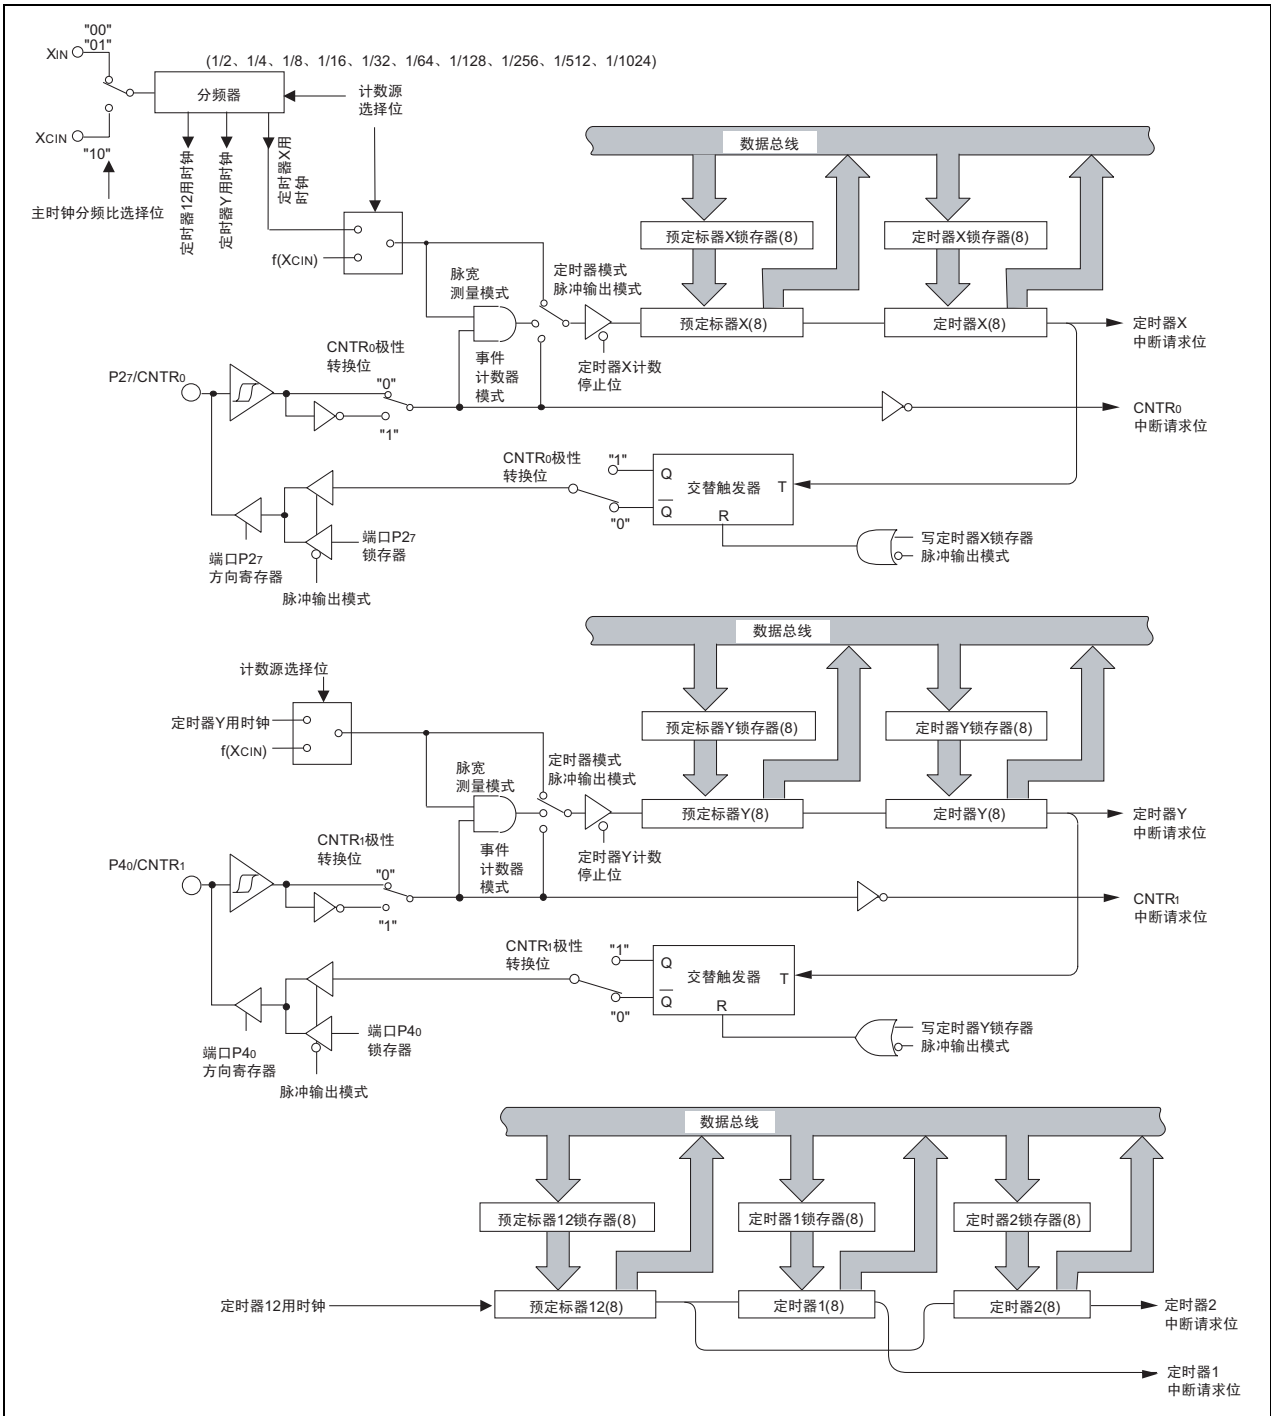 "00"
"01"
XIN
(1/2、1/4、1/8、1/16、1/32、1/64、1/128、1/256、1/512、1/1024)
分频器
计数源
选择位
XCIN
"10"
主时钟分频比选择位
定时器12用时钟
定时器Y用时钟
定时器X用
时钟
f(XCIN)
数据总线
预定标器X锁存器(8)
定时器X锁存器(8)
脉宽
测量模式
定时器模式
脉冲输出模式
预定标器X(8)
定时器X(8)
定时器X
中断请求位
定时器X计数
停止位
事件
计数器
模式
CNTR0极性
转换位
P27/CNTR0
"0"
"1"
CNTR0
中断请求位
CNTR0极性
转换位
"1"
"0"
Q
Q
交替触发器
T
R
写定时器X锁存器
脉冲输出模式
端口P27
锁存器
端口P27
方向寄存器
脉冲输出模式
数据总线
计数源选择位
定时器Y用时钟
f(XCIN)
预定标器Y锁存器(8)
定时器Y锁存器(8)
脉宽
测量模式
定时器模式
脉冲输出模式
预定标器Y(8)
定时器Y(8)
定时器Y
中断请求位
定时器Y计数
停止位
事件
计数器
模式
CNTR1极性
转换位
P40/CNTR1
"0"
"1"
CNTR1
中断请求位
CNTR1极性
转换位
"1"
"0"
Q
Q
交替触发器
T
R
写定时器Y锁存器
脉冲输出模式
端口P40
锁存器
端口P40
方向寄存器
脉冲输出模式
数据总线
预定标器12锁存器(8)
定时器1锁存器(8)
定时器2锁存器(8)
定时器12用时钟
预定标器12(8)
定时器1(8)
定时器2(8)
定时器2
中断请求位
定时器1
中断请求位